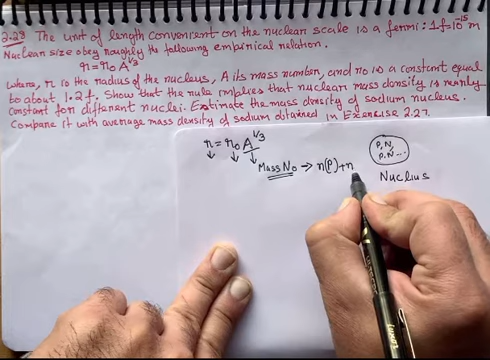 2.28 The unit of length convenient on the nuclear scale is a fermi: 1f=10⁻¹⁵ m
Nuclear size obey roughly the following empirical relation.
r=r₀ A^1/3
where, r is the radius of the nucleus, A its mass number, and r₀ is a constant equal
to about 1.2f. Show that the rule implies that nuclear mass density is nearly
constant for different nuclei. Estimate the mass density of sodium nucleus.
Compare it with average mass density of sodium obtained in Exercise 2.27.
r = r₀ A^1/3
Mass No → n(P)+n
P, N,
P, N...
Nuclius